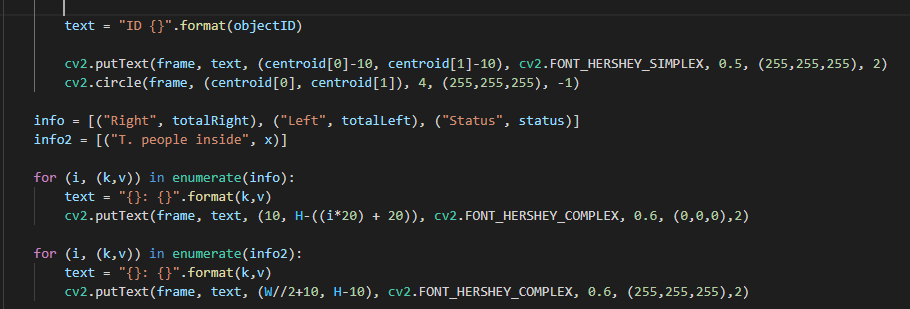 text = "ID {}".format(objectID)
cv2.putText(frame, text, (centroid[0]-10, centroid[1]-10), cv2.FONT_HERSHEY_SIMPLEX, 0.5, (255,255,255), 2)
cv2.circle(frame, (centroid[0], centroid[1]), 4, (255,255,255), -1)
info = [("Right", totalRight), ("Left", totalLeft), ("Status", status)]
info2 = [("T. people inside", x)]
for (i, (k,v)) in enumerate(info):
text = "{}: {}".format(k,v)
cv2.putText(frame, text, (10, H-((i*20) + 20)), cv2.FONT_HERSHEY_COMPLEX, 0.6, (0,0,0),2)
for (i, (k,v)) in enumerate(info2):
text = "{}: {}".format(k,v)
cv2.putText(frame, text, (W//2+10, H-10), cv2.FONT_HERSHEY_COMPLEX, 0.6, (255,255,255),2)